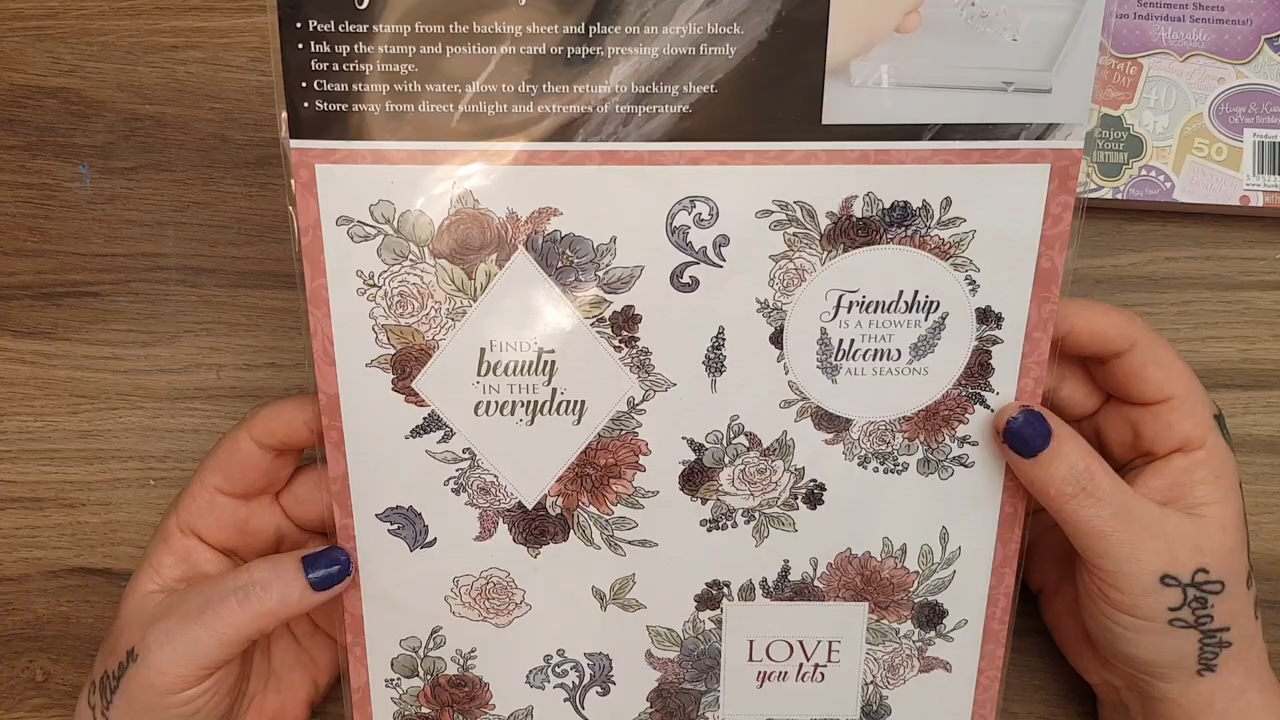 • Peel clear stamp from the backing sheet and place on an acrylic block.
• Ink up the stamp and position on card or paper, pressing down firmly
for a crisp image.
• Clean stamp with water, allow to dry then return to backing sheet.
• Store away from direct sunlight and extremes of temperature.
Sentiment Sheets
(320 Individual Sentiments!)
Adorable
SCORABLE
40
Hugs & Kisses
On Your Birthday
Enjoy
Your
BIRTHDAY
50
Product
FIND
beauty
IN THE
everyday
Friendship
IS A FLOWER
THAT
blooms
ALL SEASONS
LOVE
you lots
Ellison
Leighton